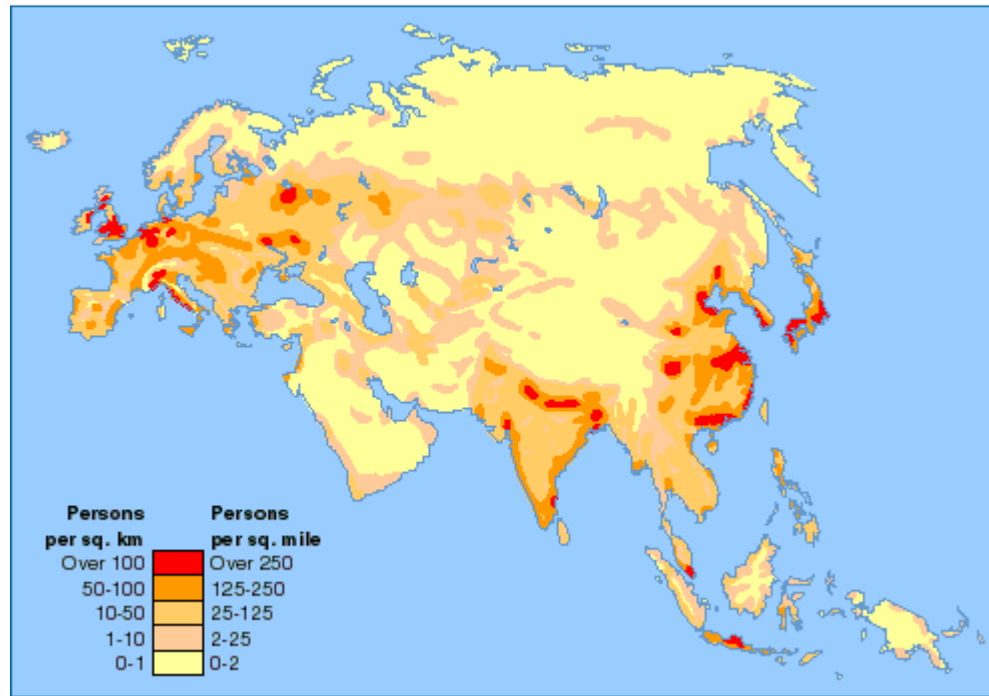 Persons Persons
per sq. km per sq. mile
Over 100 Over 250
50-100 125-250
10-50 25-125
1-10 2-25
0-1 0-2